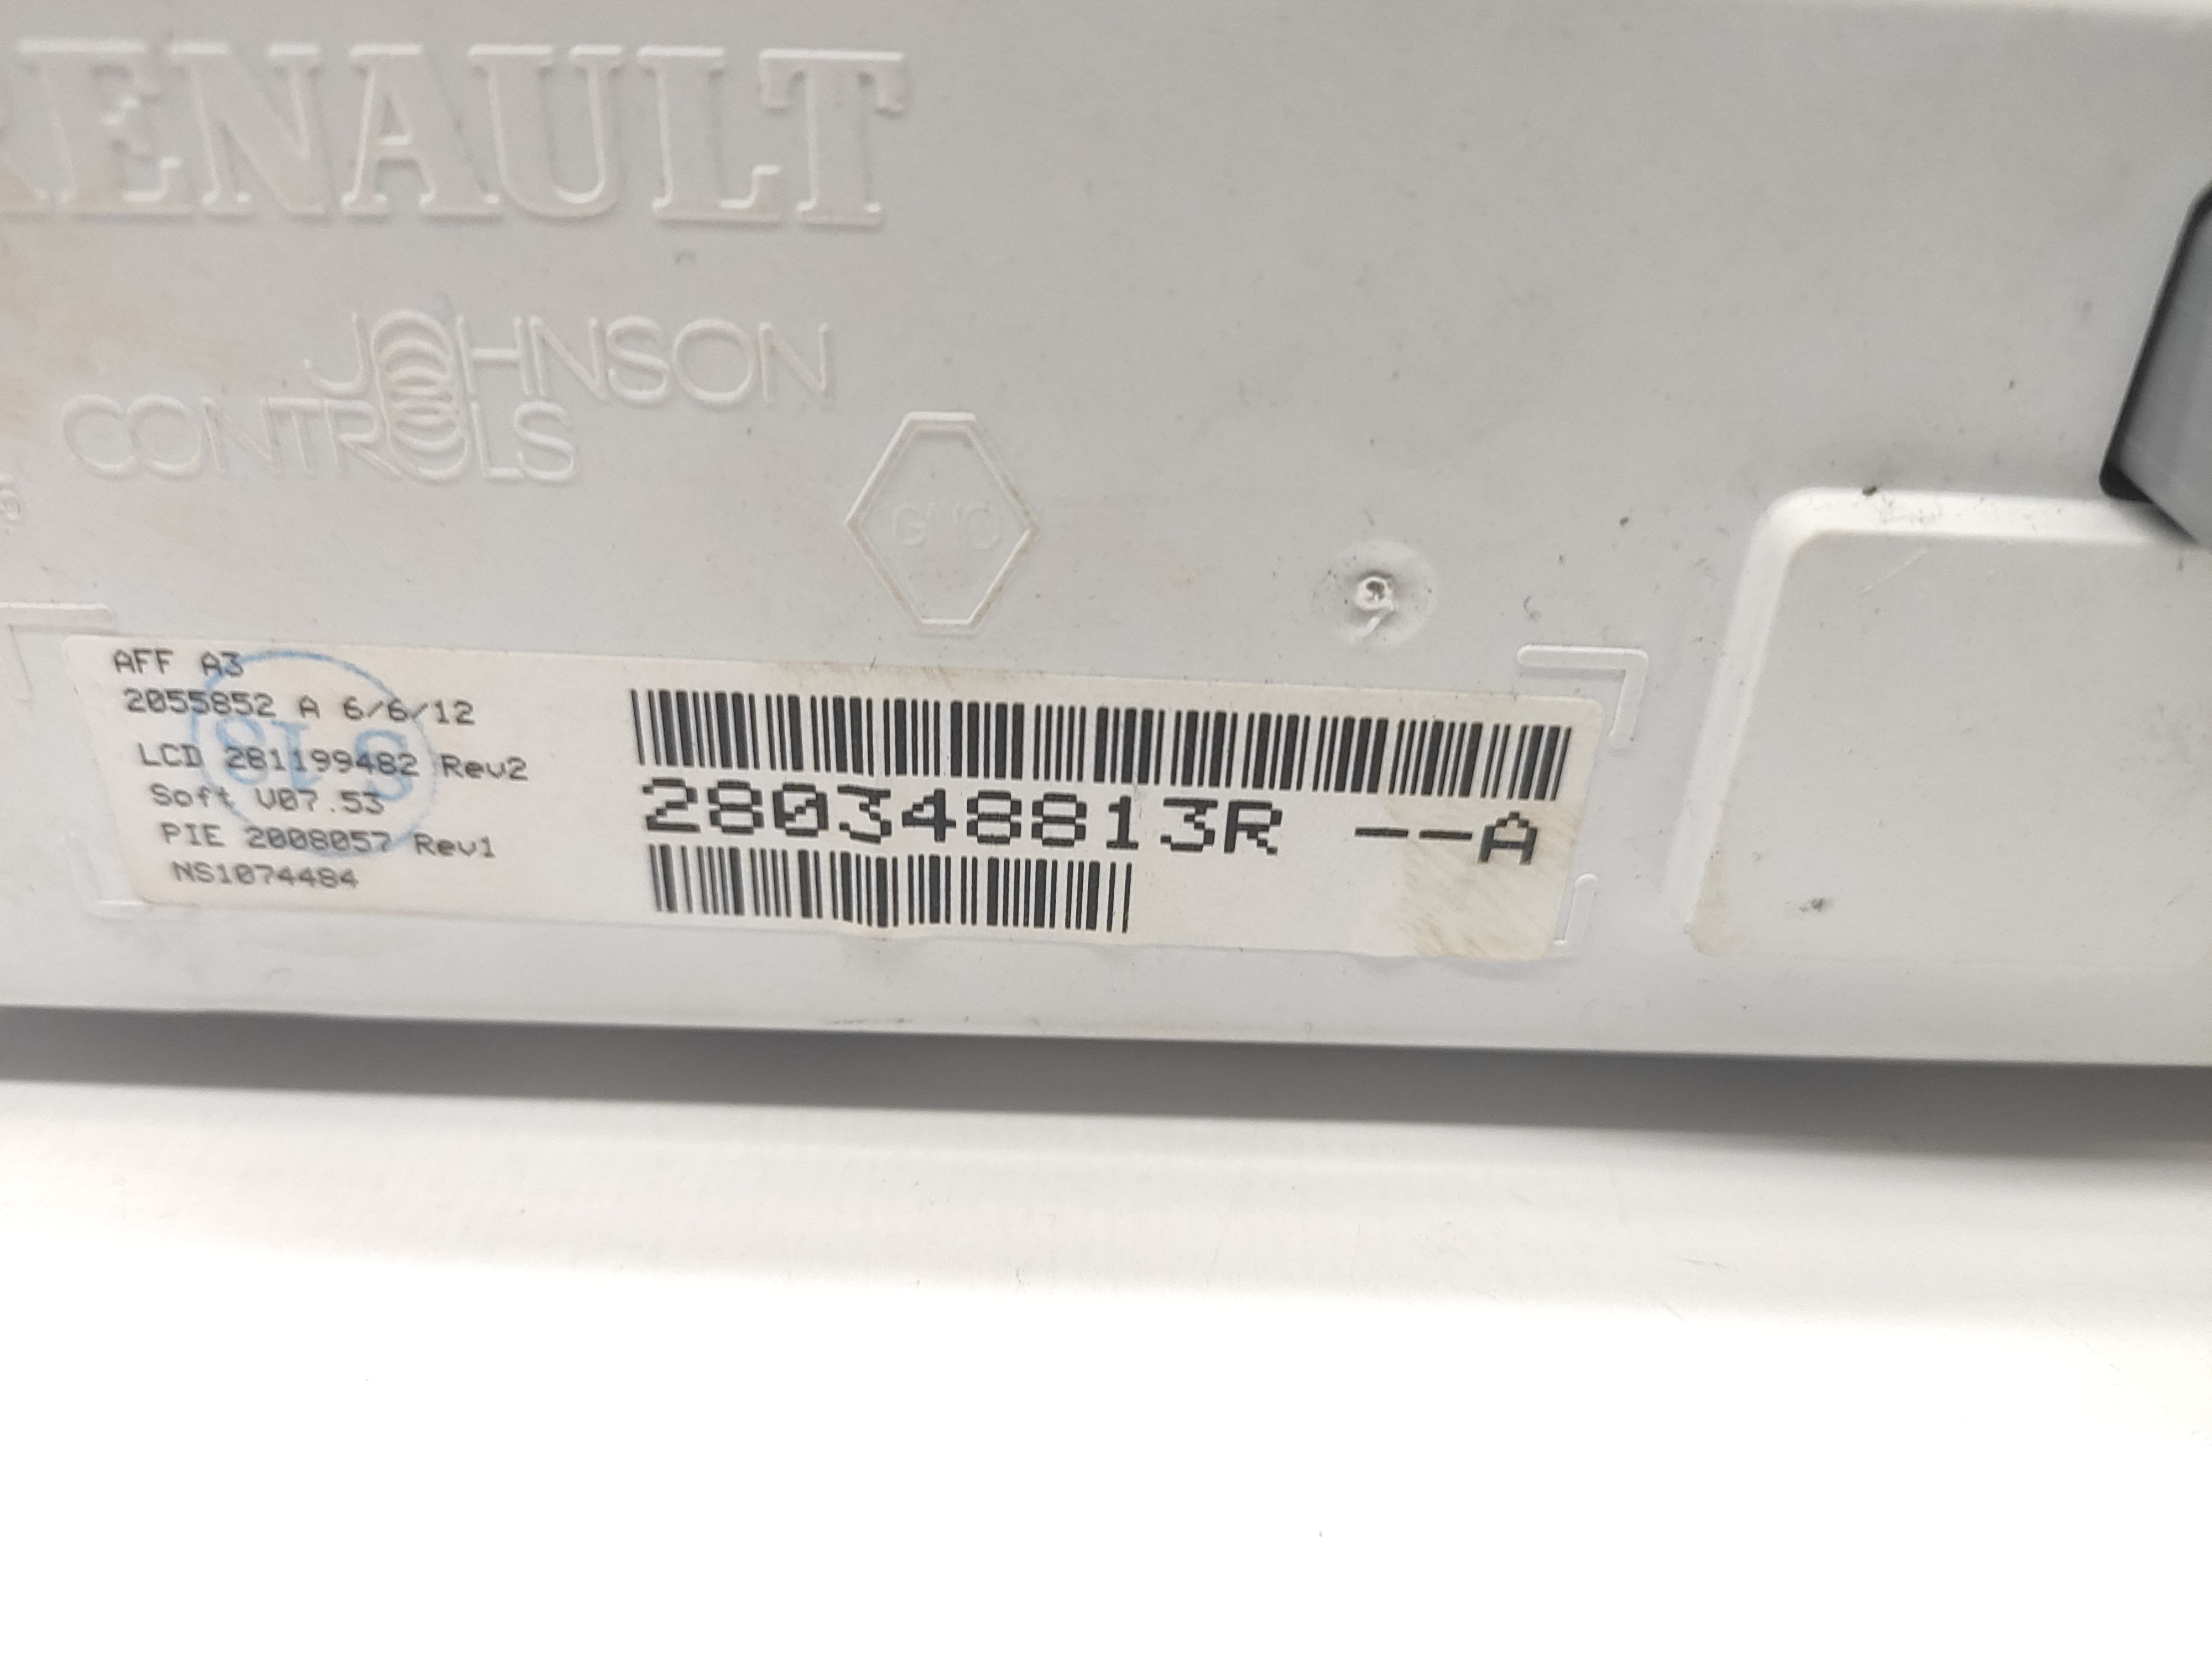 RENAULT
JOHNSON
CONTROLS
AFF A3
2055852 A 6/6/12
LCD 281199482 Rev2
Soft V07.53
PIE 2008057 Rev1
NS1074484
280348813R --A
S 18